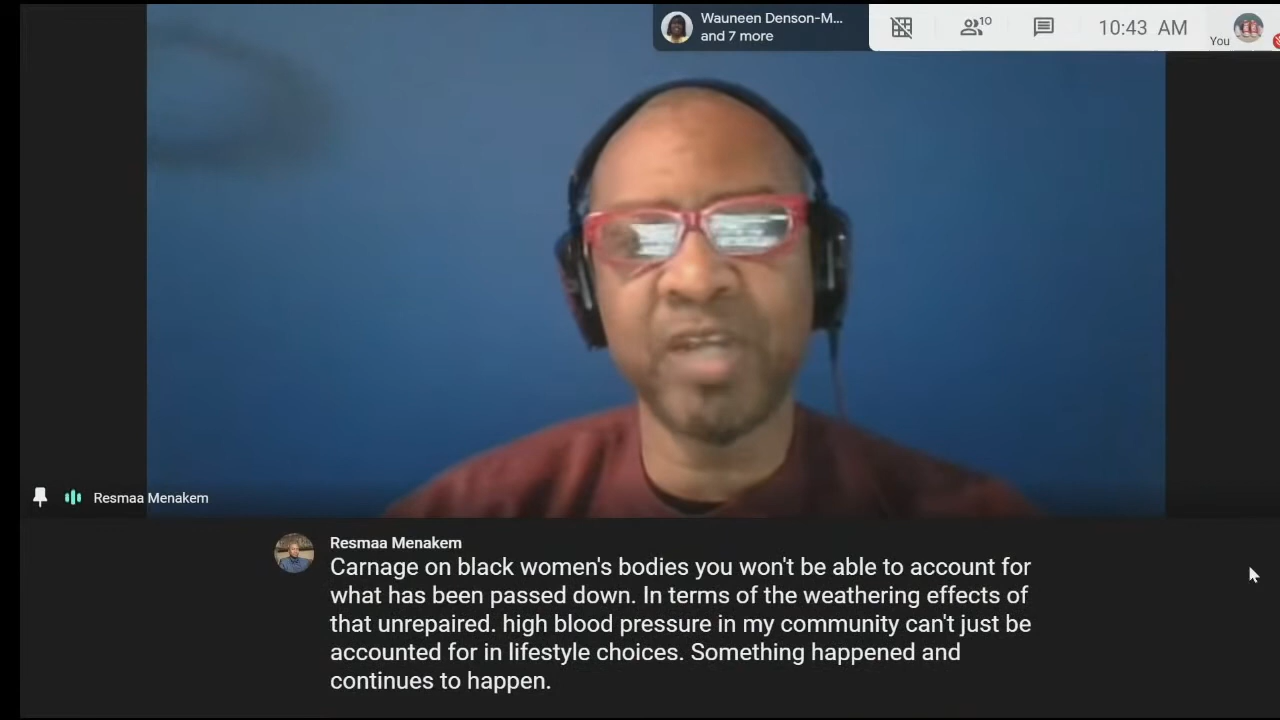 Wauneen Denson-M...
and 7 more
10
10:43 AM
You
Resmaa Menakem
Resmaa Menakem
Carnage on black women's bodies you won't be able to account for
what has been passed down. In terms of the weathering effects of
that unrepaired. high blood pressure in my community can't just be
accounted for in lifestyle choices. Something happened and
continues to happen.